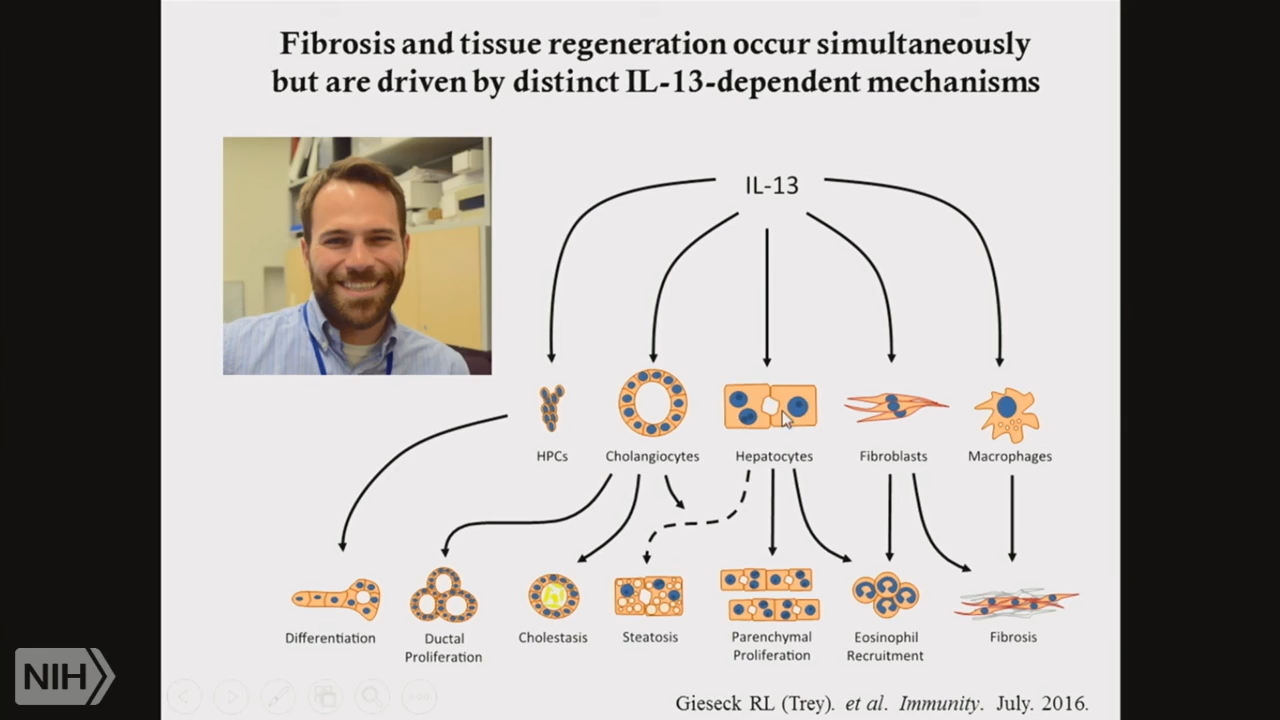 Fibrosis and tissue regeneration occur simultaneously
but are driven by distinct IL-13-dependent mechanisms
IL-13
HPCs
Cholangiocytes
Hepatocytes
Fibroblasts
Macrophages
Differentiation
Ductal
Proliferation
Cholestasis
Steatosis
Parenchymal
Proliferation
Eosinophil
Recruitment
Fibrosis
NIH
Gieseck RL (Trey). et al. Immunity. July. 2016.